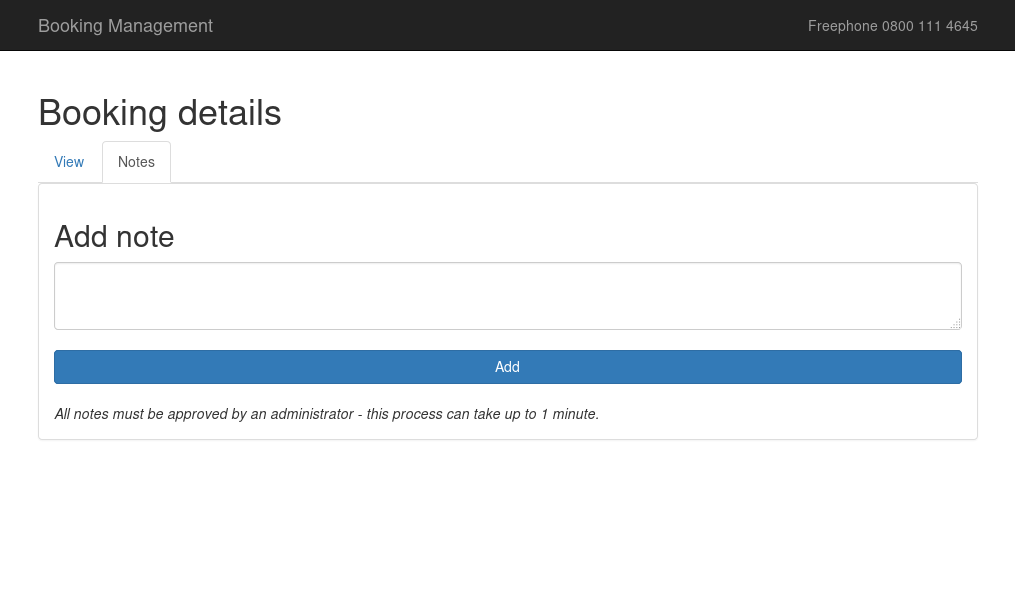 Booking Management
Freephone 0800 111 4645
Booking details
View
Notes
Add note
Add
All notes must be approved by an administrator - this process can take up to 1 minute.